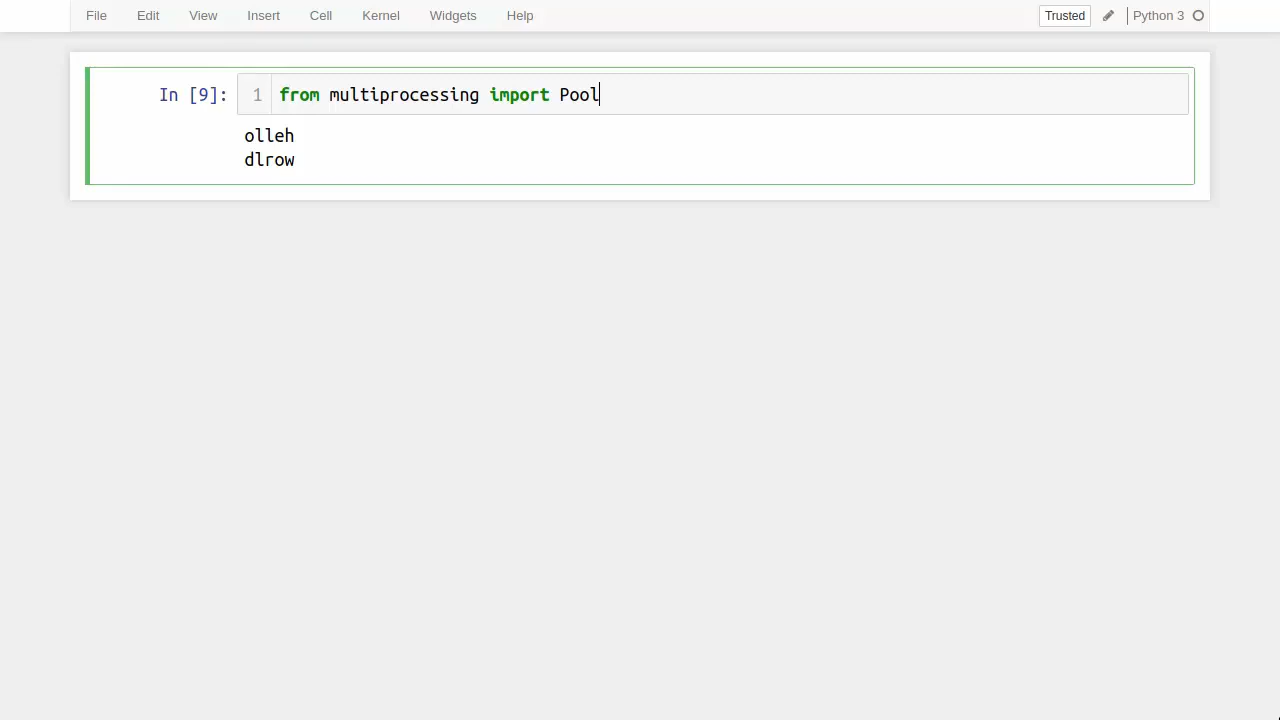 File Edit View Insert Cell Kernel Widgets Help Trusted Python 3
In [9]: 1 from multiprocessing import Pool
olleh
dlrow